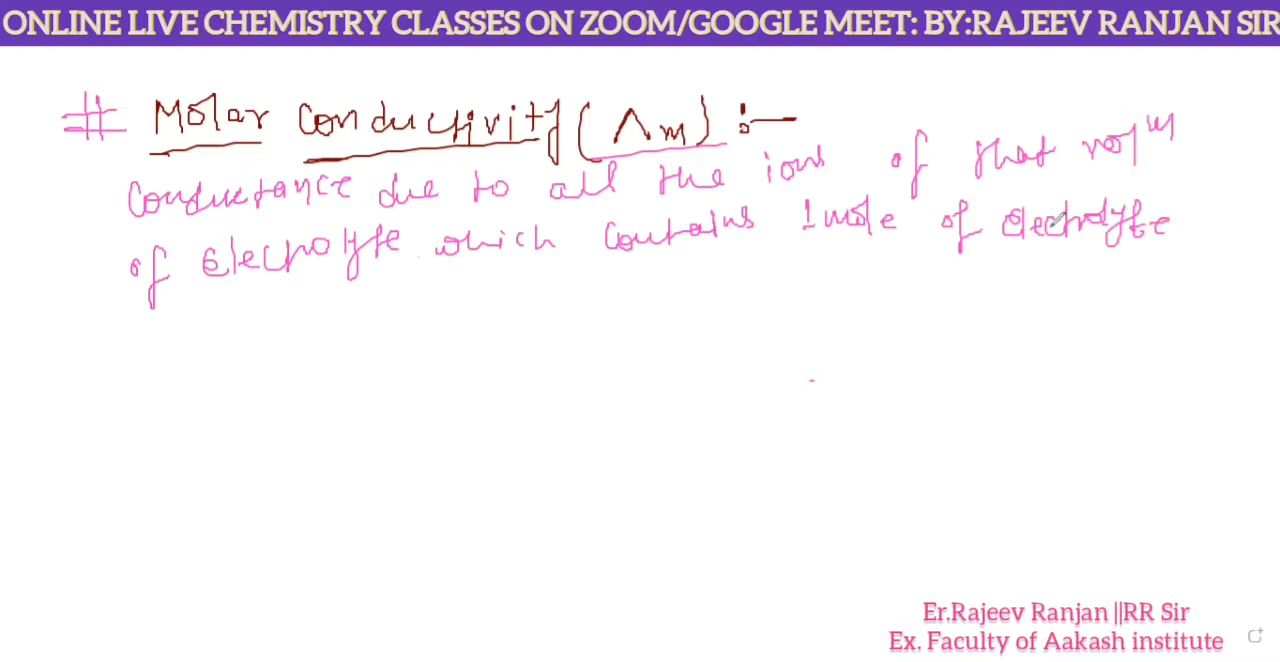 ONLINE LIVE CHEMISTRY CLASSES ON ZOOM/GOOGLE MEET: BY:RAJEEV RANJAN SIR
# Molar Conductivity (Λm) :-
Conductance due to all the ions of that
of Electrolyte which contains 1 mole of electrolyte
Er.Rajeev Ranjan ||RR Sir
Ex. Faculty of Aakash institute